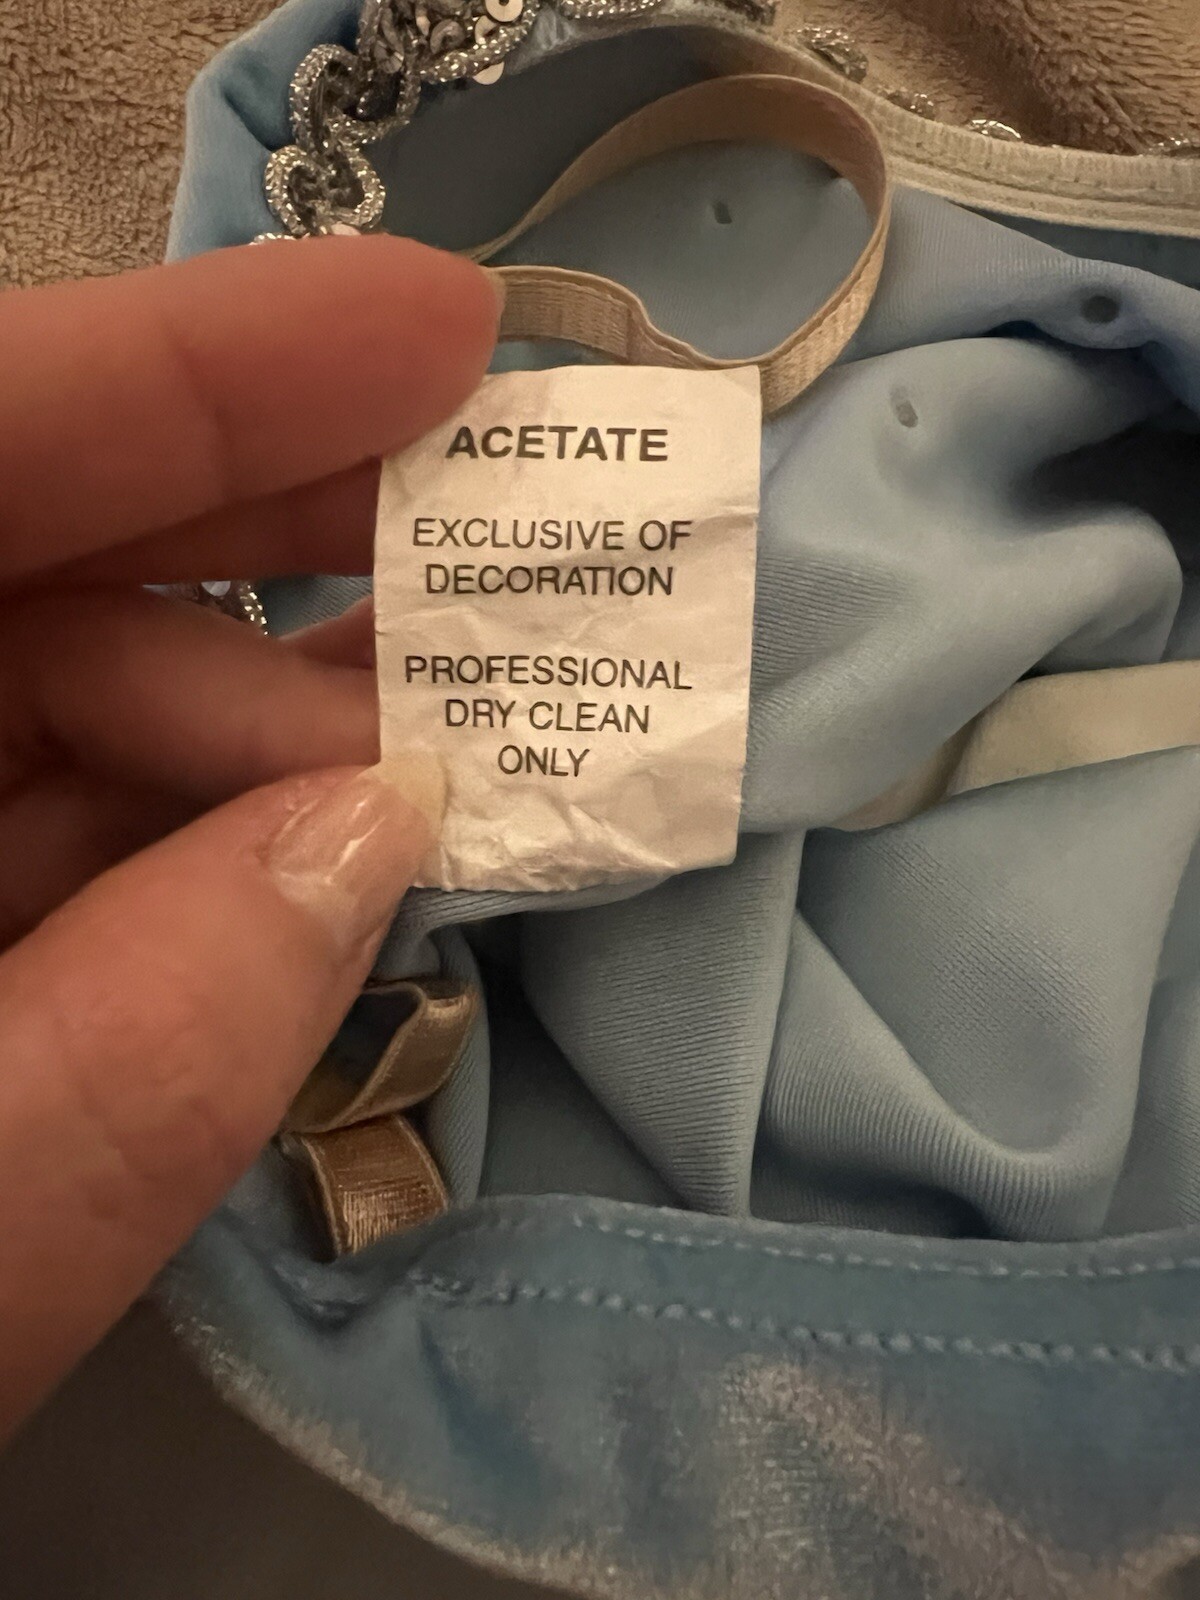 ACETATE
EXCLUSIVE OF
DECORATION
PROFESSIONAL
DRY CLEAN
ONLY